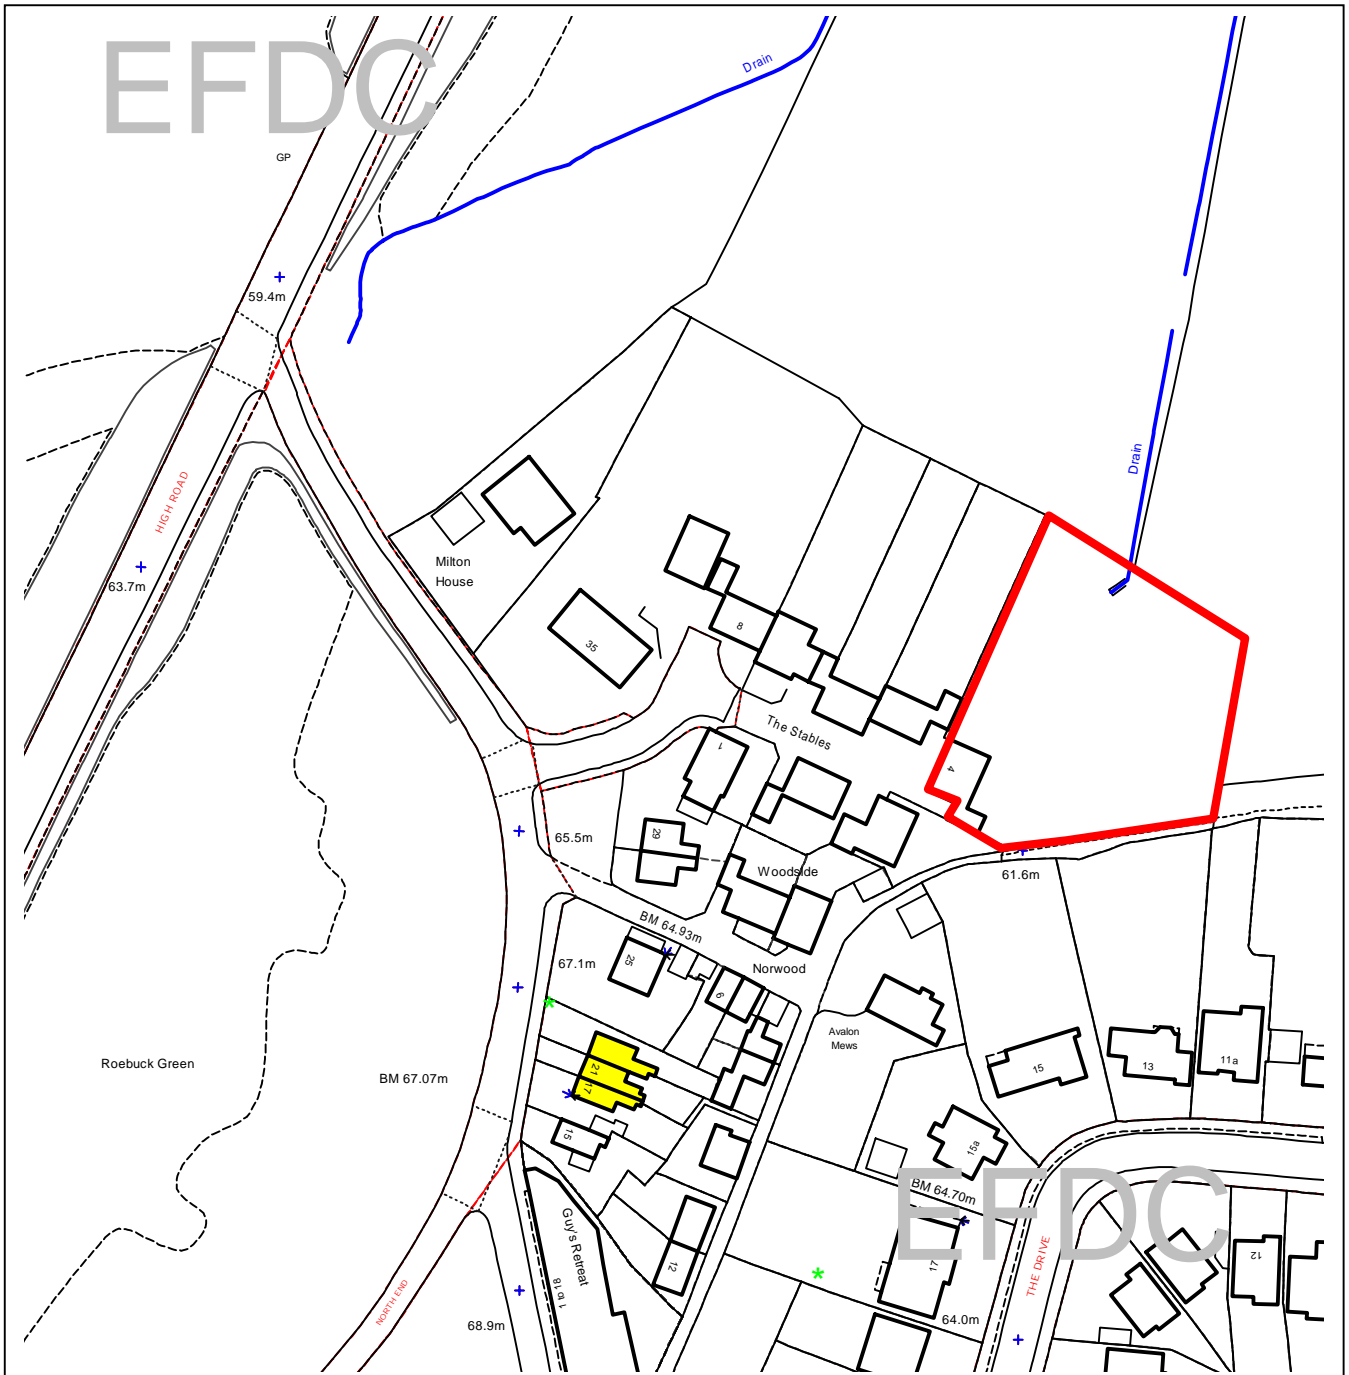 EFDC
Drain
GP
59.4m
HIGH ROAD
Drain
63.7m
Milton
House
35
8
The Stables
1
4
65.5m
29
Woodside
61.6m
BM 64.93m
67.1m
25
Norwood
6
Avalon
Mews
Roebuck Green
BM 67.07m
21
17
15
15
13
11a
15a
EFDC
BM 64.70m
Guy's Retreat
1 to 18
12
17
THE DRIVE
12
NORTH END
68.9m
64.0m